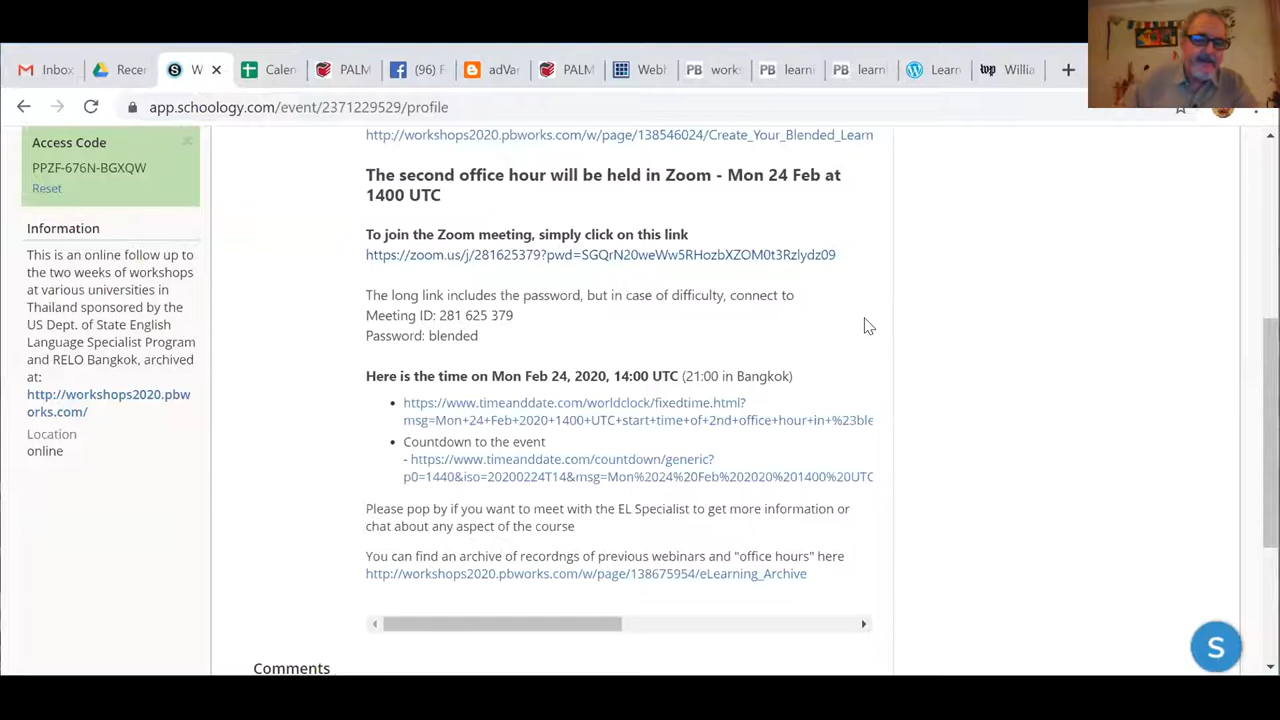 Inbox
Recer
W
Calen
PALM
(96) F
adVar
PALM
Webh
PB
works
PB
learni
PB
learni
Learn
wp
Willia
app.schoology.com/event/2371229529/profile
Access Code
PPZF-676N-BGXQW
Reset
Information
This is an online follow up to
the two weeks of workshops
at various universities in
Thailand sponsored by the
US Dept. of State English
Language Specialist Program
and RELO Bangkok, archived
at:
http://workshops2020.pbw
orks.com/
Location
online
http://workshops2020.pbworks.com/w/page/138546024/Create_Your_Blended_Learn
The second office hour will be held in Zoom - Mon 24 Feb at
1400 UTC
To join the Zoom meeting, simply click on this link
https://zoom.us/j/281625379?pwd=SGQrN20weWw5RHozbXZOM0t3Rzlydz09
The long link includes the password, but in case of difficulty, connect to
Meeting ID: 281 625 379
Password: blended
Here is the time on Mon Feb 24, 2020, 14:00 UTC (21:00 in Bangkok)
https://www.timeanddate.com/worldclock/fixedtime.html?
msg=Mon+24+Feb+2020+1400+UTC+start+time+of+2nd+office+hour+in+%23ble
Countdown to the event
- https://www.timeanddate.com/countdown/generic?
p0=1440&iso=20200224T14&msg=Mon%2024%20Feb%202020%201400%20UTC
Please pop by if you want to meet with the EL Specialist to get more information or
chat about any aspect of the course
You can find an archive of recordngs of previous webinars and "office hours" here
http://workshops2020.pbworks.com/w/page/138675954/eLearning_Archive
Comments
S